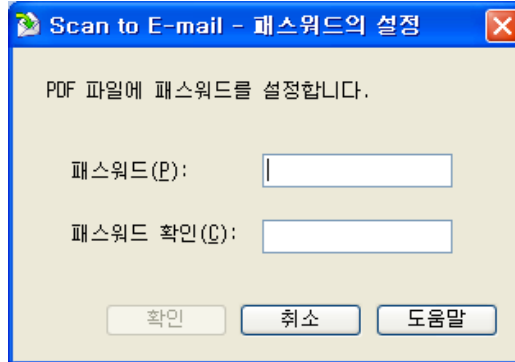 Scan to E-mail - 패스워드의 설정
PDF 파일에 패스워드를 설정합니다.
패스워드(P):
패스워드 확인(C):
확인 취소 도움말